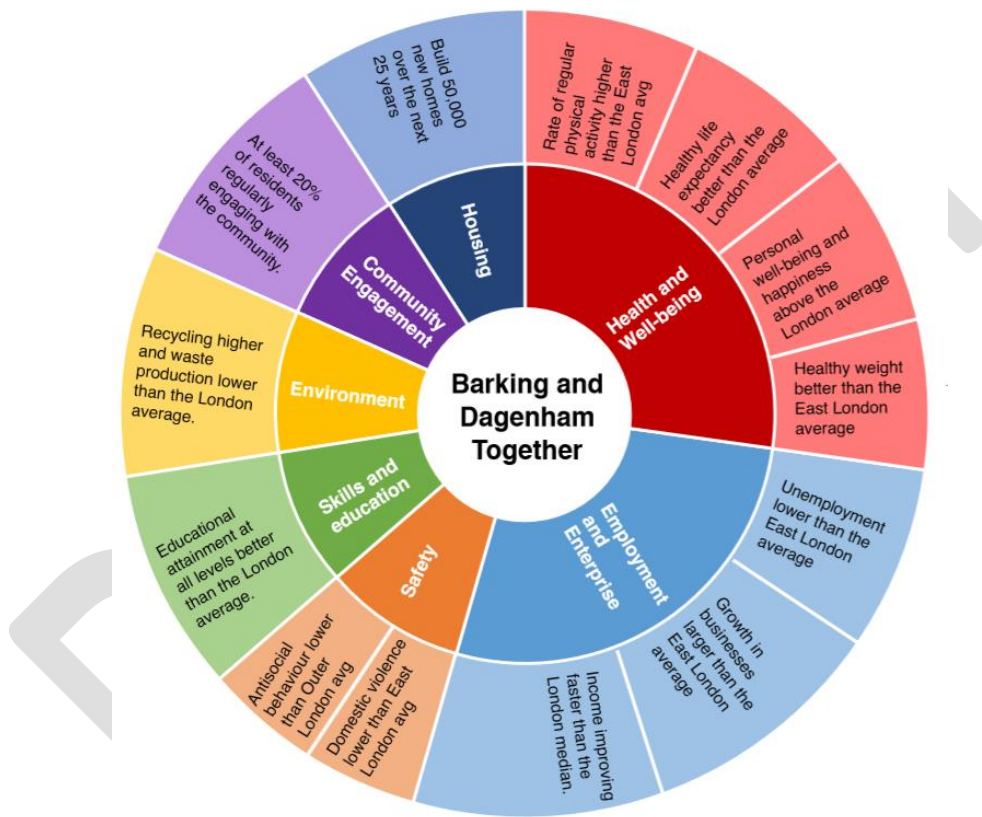 Barking and
Dagenham
Together
Health and
Well-being
Rate of regular
physical
activity higher
than the East
London avg
Healthy life
expectancy
better than the
London average
Personal
well-being and
happiness
above the
London average
Healthy weight
better than the
East London
average
Employment
and
Enterprise
Unemployment
lower than the
East London
average
Growth in
businesses
larger than the
East London
average
Income improving
faster than the
London median.
Safety
Domestic violence
lower than East
London avg
Antisocial
behaviour lower
than Outer
London avg
Skills and
education
Educational
attainment at
all levels better
than the London
average.
Environment
Recycling higher
and waste
production lower
than the London
average.
Community
Engagement
At least 20%
of residents
regularly
engaging with
the community.
Housing
Build 50,000
new homes
over the next
25 years